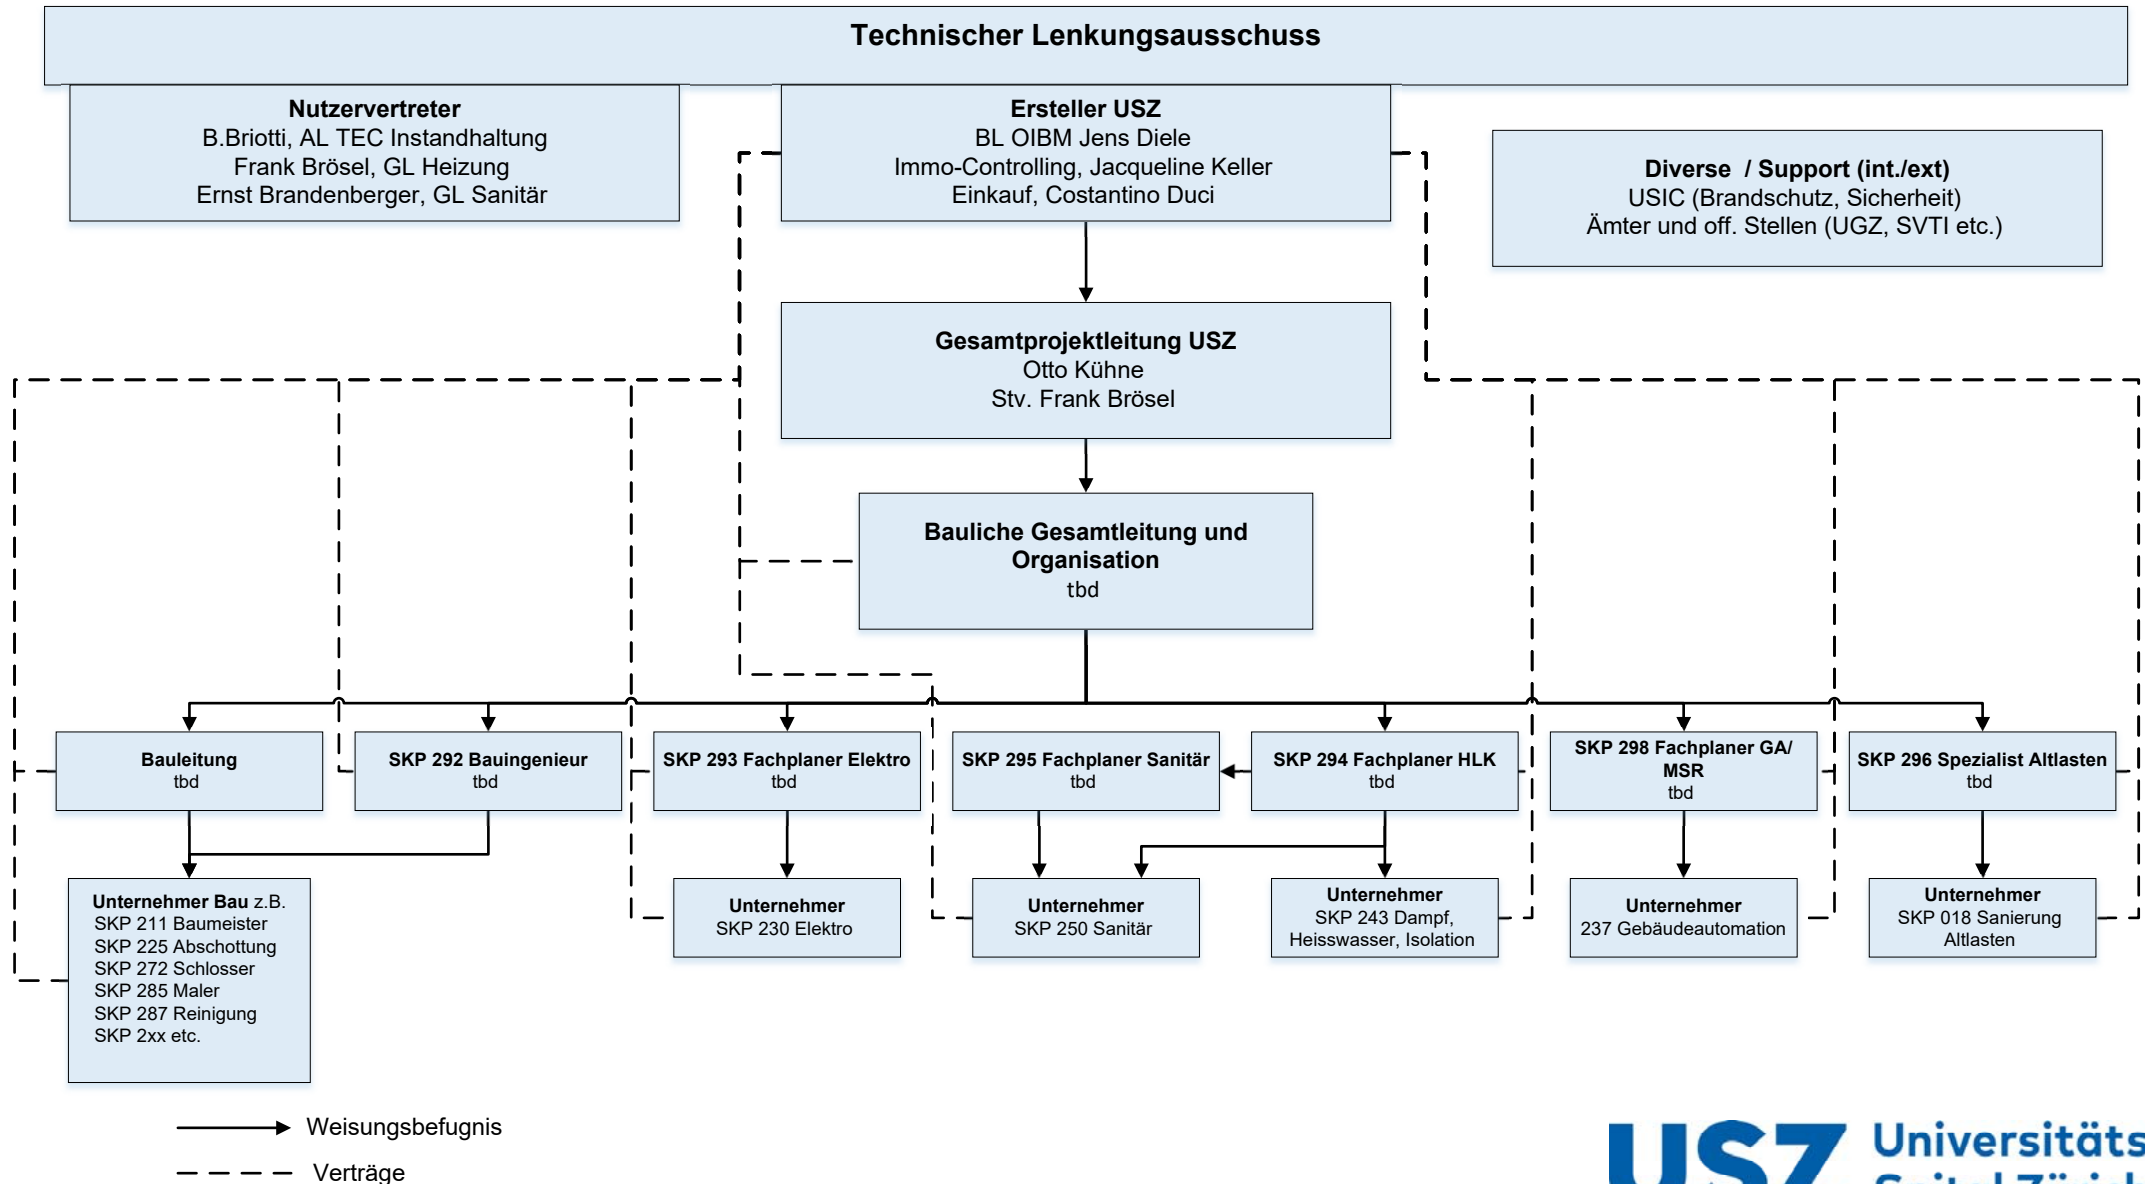 Technischer Lenkungsausschuss
Nutzervertreter
B.Briotti, AL TEC Instandhaltung
Frank Brösel, GL Heizung
Ernst Brandenberger, GL Sanitär
Ersteller USZ
BL OIBM Jens Diele
Immo-Controlling, Jacqueline Keller
Einkauf, Costantino Duci
Diverse / Support (int./ext)
USIC (Brandschutz, Sicherheit)
Ämter und off. Stellen (UGZ, SVTI etc.)
Gesamtprojektleitung USZ
Otto Kühne
Stv. Frank Brösel
Bauliche Gesamtleitung und
Organisation
tbd
Bauleitung
tbd
SKP 292 Bauingenieur
tbd
SKP 293 Fachplaner Elektro
tbd
SKP 295 Fachplaner Sanitär
tbd
SKP 294 Fachplaner HLK
tbd
SKP 298 Fachplaner GA/
MSR
tbd
SKP 296 Spezialist Altlasten
tbd
Unternehmer Bau z.B.
SKP 211 Baumeister
SKP 225 Abschottung
SKP 272 Schlosser
SKP 285 Maler
SKP 287 Reinigung
SKP 2xx etc.
Unternehmer
SKP 230 Elektro
Unternehmer
SKP 250 Sanitär
Unternehmer
SKP 243 Dampf,
Heisswasser, Isolation
Unternehmer
237 Gebäudeautomation
Unternehmer
SKP 018 Sanierung
Altlasten
Weisungsbefugnis
Verträge
USZ Universitäts
Spital Zürich